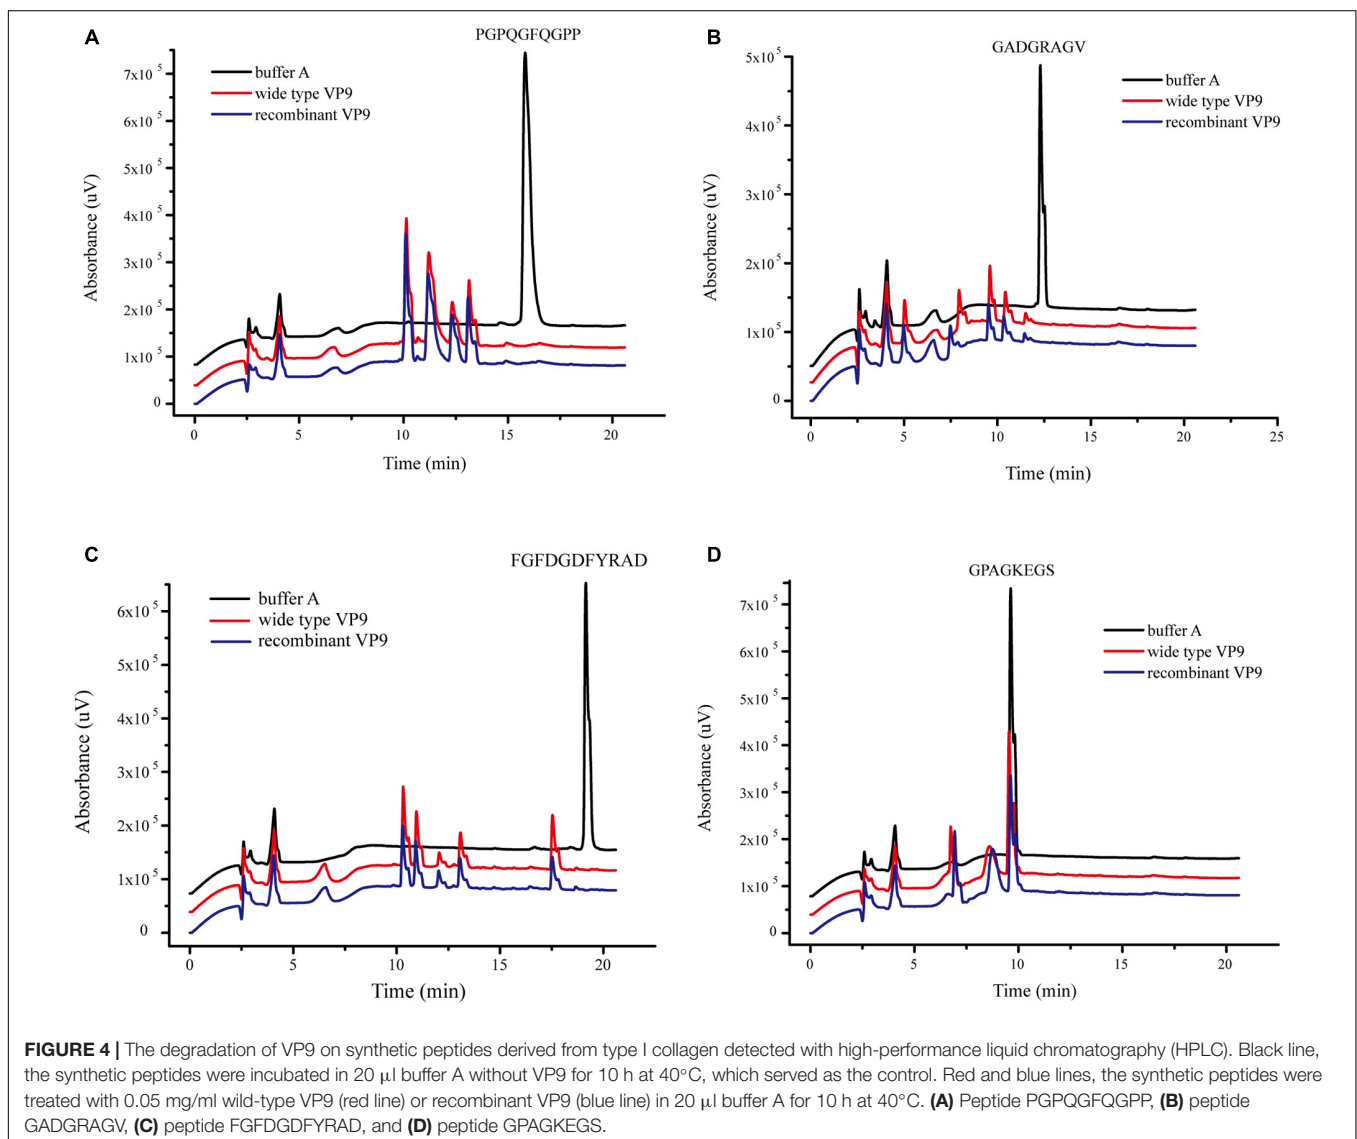 A
PGPQGFQGPP
buffer A
wide type VP9
recombinant VP9
Absorbance (uV)
7x10 5
6x10 5
5x10 5
4x10 5
3x10 5
2x10 5
1x10 5
0
0 5 10 15 20
Time (min)
B
GADGRAGV
buffer A
wide type VP9
recombinant VP9
Absorbance (uV)
5x10 5
4x10 5
3x10 5
2x10 5
1x10 5
0
0 5 10 15 20 25
Time (min)
C
FGFDGDFYRAD
buffer A
wide type VP9
recombinant VP9
Absorbance (uV)
6x10 5
5x10 5
4x10 5
3x10 5
2x10 5
1x10 5
0
0 5 10 15 20
Time (min)
D
GPAGKEGS
buffer A
wide type VP9
recombinant VP9
Absorbance (uV)
7x10 5
6x10 5
5x10 5
4x10 5
3x10 5
2x10 5
1x10 5
0
0 5 10 15 20
Time (min)
FIGURE 4 | The degradation of VP9 on synthetic peptides derived from type I collagen detected with high-performance liquid chromatography (HPLC). Black line,
the synthetic peptides were incubated in 20 μl buffer A without VP9 for 10 h at 40°C, which served as the control. Red and blue lines, the synthetic peptides were
treated with 0.05 mg/ml wild-type VP9 (red line) or recombinant VP9 (blue line) in 20 μl buffer A for 10 h at 40°C. (A) Peptide PGPQGFQGPP, (B) peptide
GADGRAGV, (C) peptide FGFDGDFYRAD, and (D) peptide GPAGKEGS.